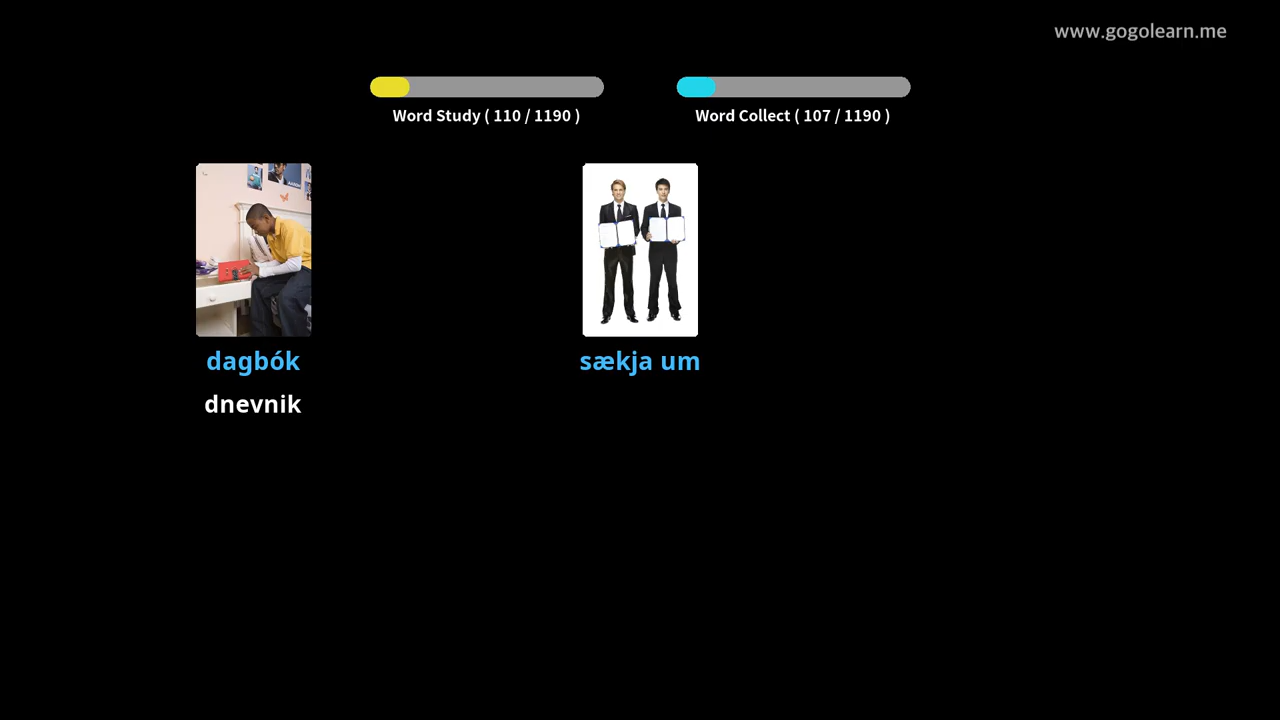 www.gogolearn.me
Word Study ( 110 / 1190 )
Word Collect ( 107 / 1190 )
dagbók
sækja um
dnevnik